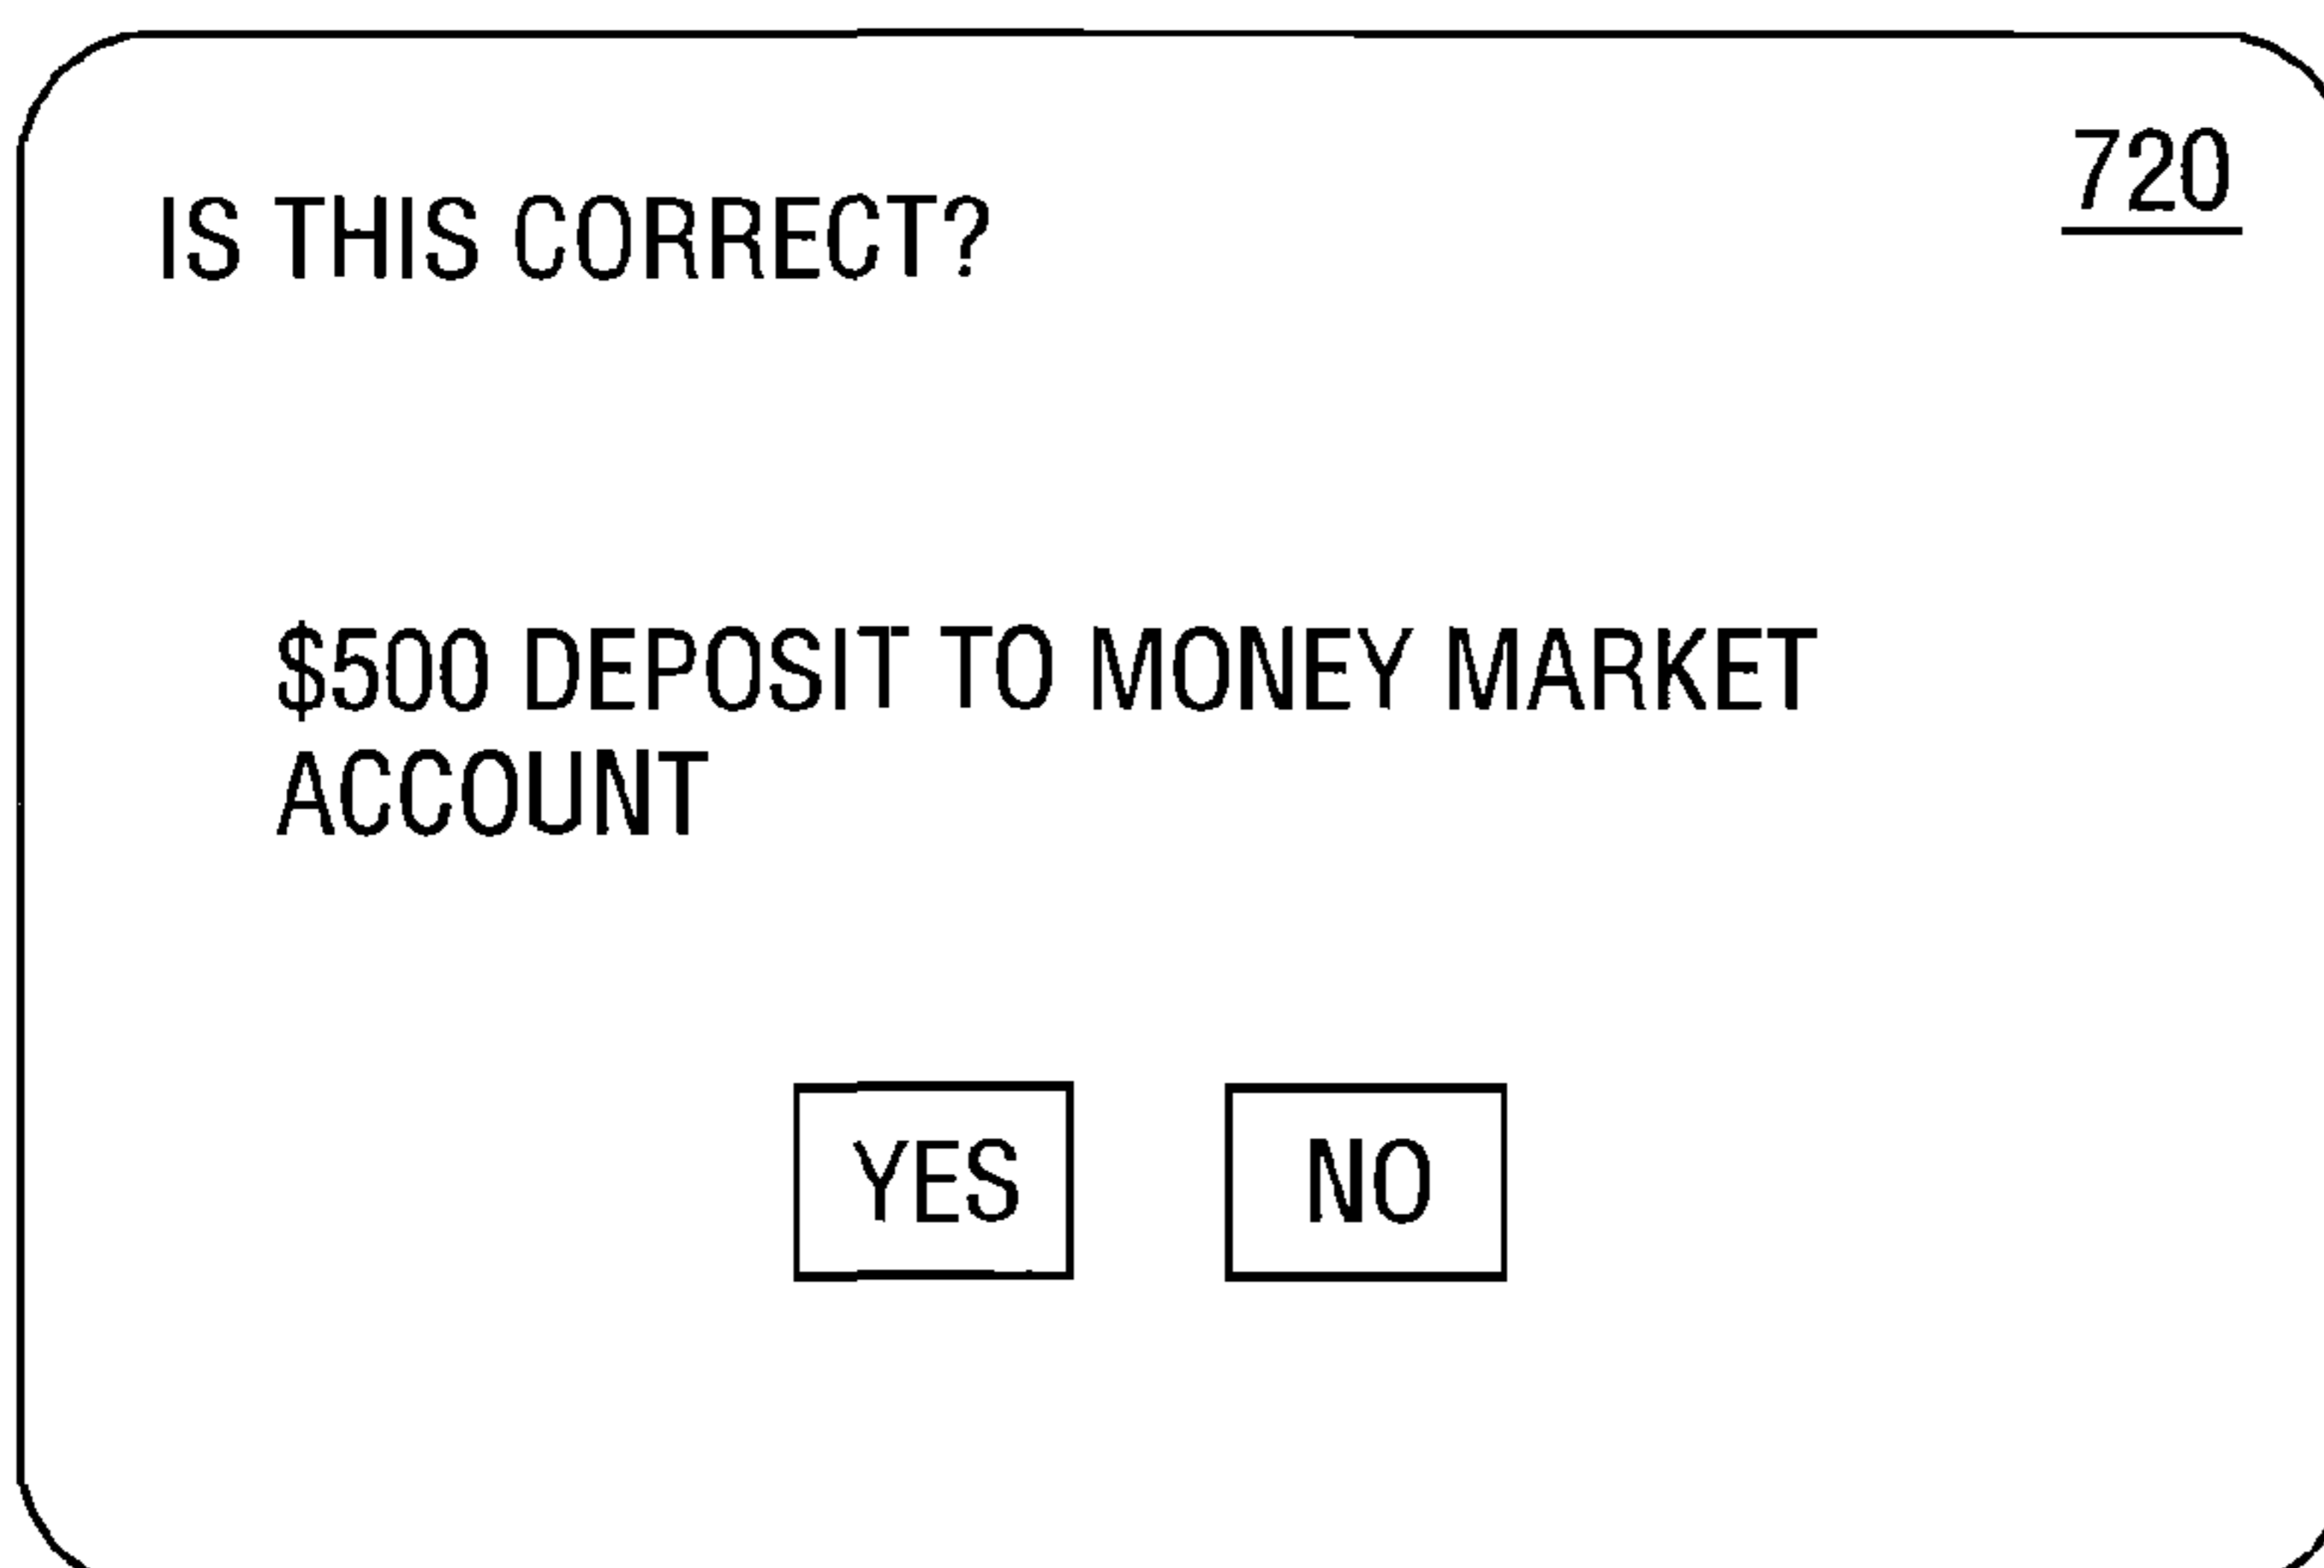 720
IS THIS CORRECT?
$500 DEPOSIT TO MONEY MARKET
ACCOUNT
YES NO